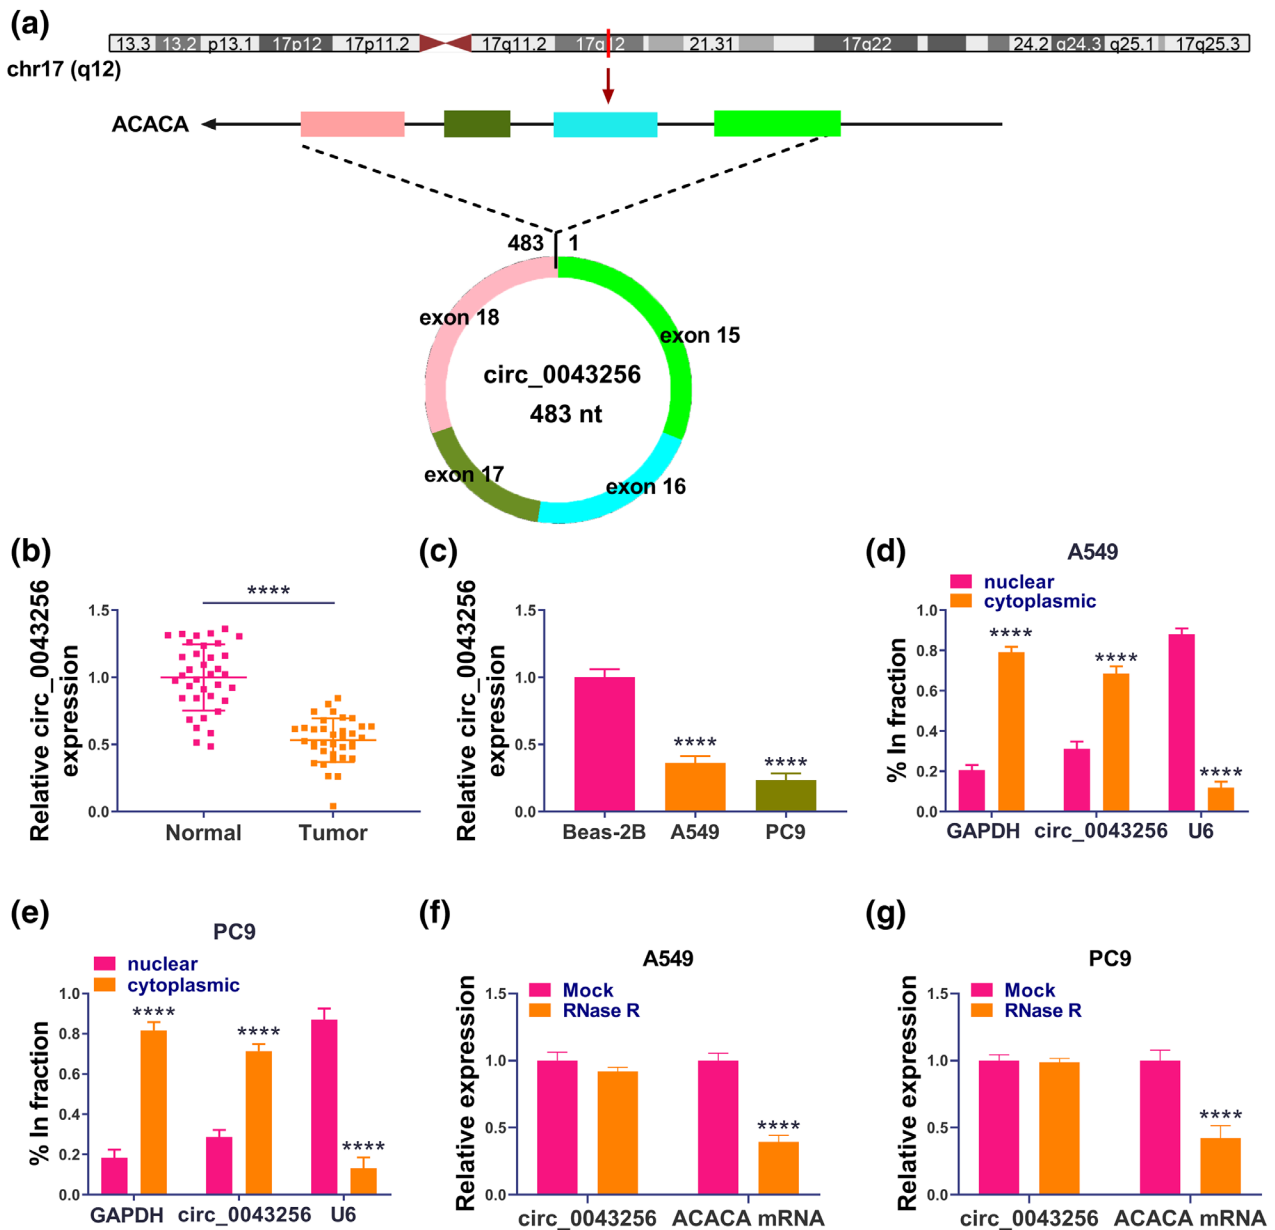 (a)
13.3 13.2 p13.1 17p12 17p11.2 17q11.2 17q12 21.31 17q22 24.2 q24.3 q25.1 17q25.3
chr17 (q12)
ACACA
483 1
exon 18
exon 15
circ_0043256
483 nt
exon 17
exon 16
(b)
Relative circ_0043256
expression
****
1.5
1.0
0.5
0.0
Normal Tumor
(c)
Relative circ_0043256
expression
1.5
1.0
0.5
0.0
**** ****
Beas-2B A549 PC9
(d)
A549
nuclear
cytoplasmic
% In fraction
1.0
0.8
0.6
0.4
0.2
0.0
**** **** ****
GAPDH circ_0043256 U6
(e)
PC9
nuclear
cytoplasmic
% In fraction
1.0
0.8
0.6
0.4
0.2
0.0
**** **** ****
GAPDH circ_0043256 U6
(f)
A549
Mock
RNase R
Relative expression
1.5
1.0
0.5
0.0
****
circ_0043256 ACACA mRNA
(g)
PC9
Mock
RNase R
Relative expression
1.5
1.0
0.5
0.0
****
circ_0043256 ACACA mRNA